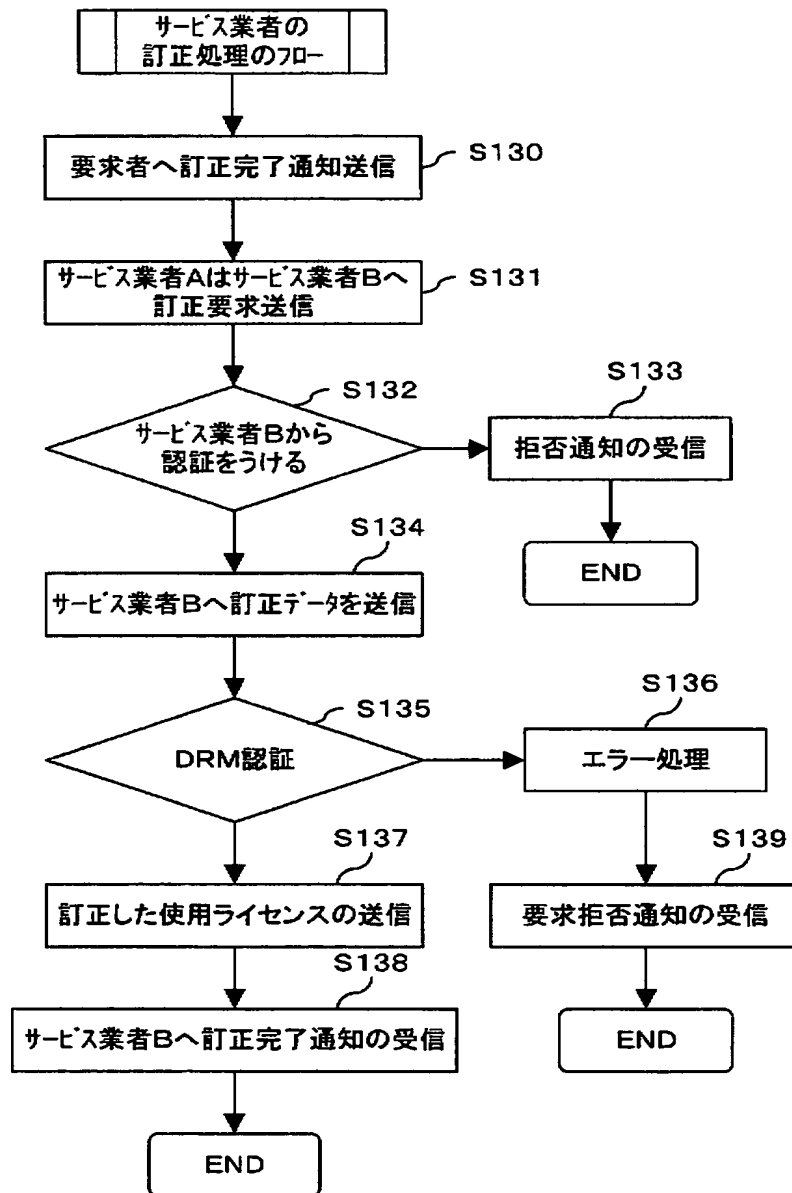 サービス業者の
訂正処理のフロー
要求者へ訂正完了通知送信
S130
サービス業者Aはサービス業者Bへ
訂正要求送信
S131
サービス業者Bから
認証をうける
S132
拒否通知の受信
S133
END
サービス業者Bへ訂正データを送信
S134
DRM認証
S135
エラー処理
S136
訂正した使用ライセンスの送信
S137
要求拒否通知の受信
S139
サービス業者Bへ訂正完了通知の受信
S138
END
END